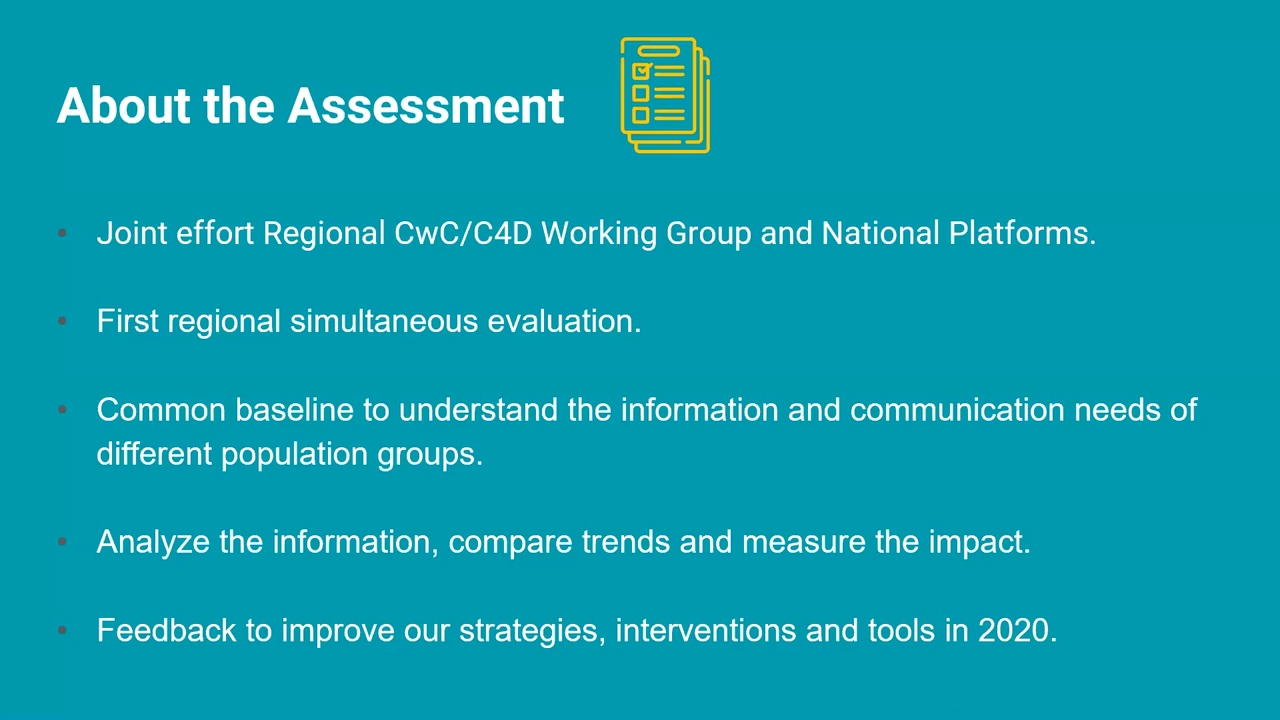 About the Assessment
• Joint effort Regional CwC/C4D Working Group and National Platforms.
• First regional simultaneous evaluation.
• Common baseline to understand the information and communication needs of
different population groups.
• Analyze the information, compare trends and measure the impact.
• Feedback to improve our strategies, interventions and tools in 2020.